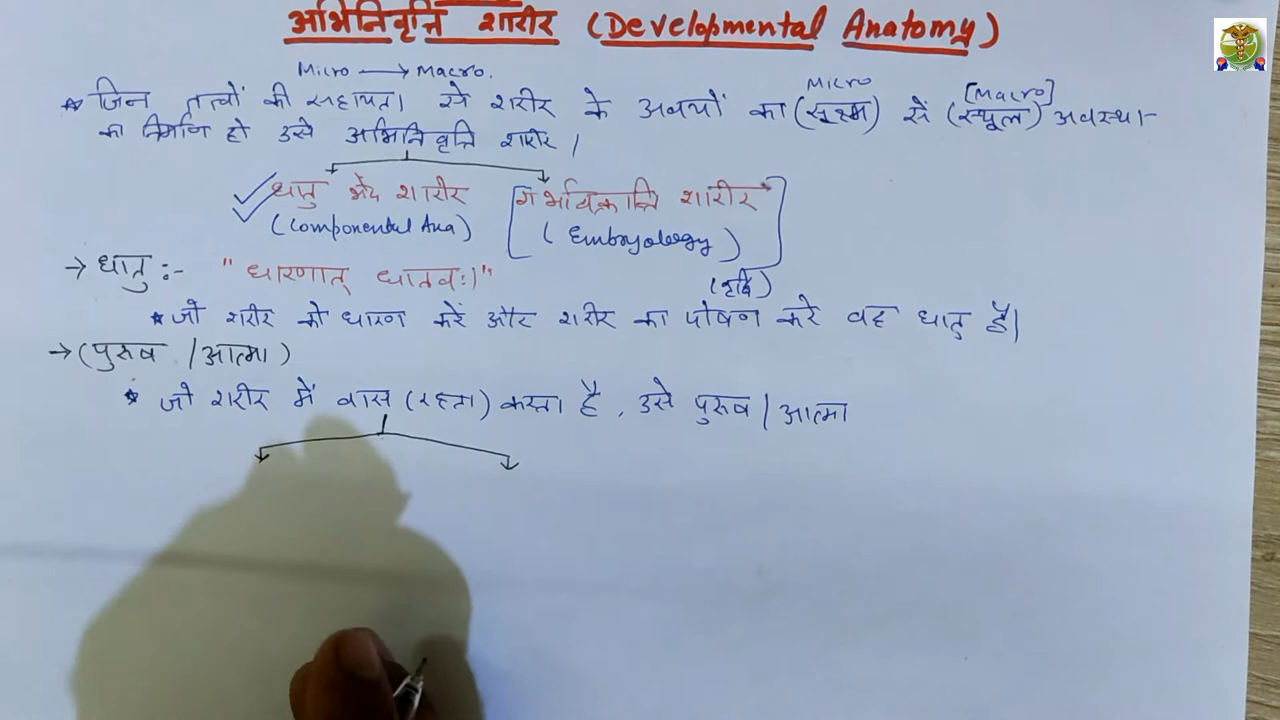 अभिनिवृत्ति शारीर (Developmental Anatomy)
Micro → Macro.
Micro [Macro]
* जिन तत्वों की सहायता से शरीर के अवयवों का (सूक्ष्म) से (स्थूल) अवस्था
का निर्माण हो उसे अभिनिवृत्ति शारीर।
धातु भेद शारीर [गर्भावक्रान्ति शारीर]
(Componental Ana) (Embryology)
→ धातु :- "धारणात् धातवः।"
* जो शरीर को धारण करें और शरीर का पोषण करे वह धातु है।
→ (पुरुष / आत्मा)
* जो शरीर में वास (रहता) करता है, उसे पुरुष / आत्मा